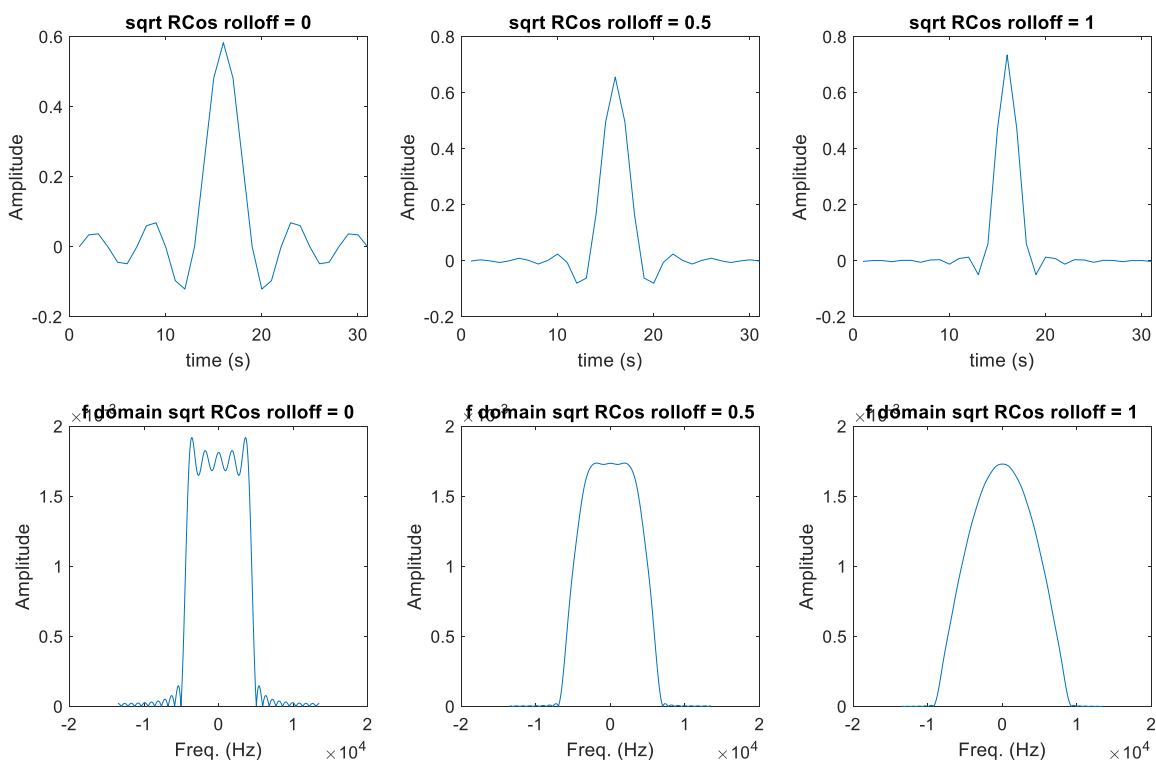 sqrt RCos rolloff = 0
0.6
0.4
0.2
0
-0.2
Amplitude
0 10 20 30
time (s)
sqrt RCos rolloff = 0.5
0.8
0.6
0.4
0.2
0
-0.2
Amplitude
0 10 20 30
time (s)
sqrt RCos rolloff = 1
0.8
0.6
0.4
0.2
0
-0.2
Amplitude
0 10 20 30
time (s)
f domain sqrt RCos rolloff = 0
2
1.5
1
0.5
0
Amplitude
-2 -1 0 1 2
Freq. (Hz) ×10⁴
f domain sqrt RCos rolloff = 0.5
2
1.5
1
0.5
0
Amplitude
-2 -1 0 1 2
Freq. (Hz) ×10⁴
f domain sqrt RCos rolloff = 1
2
1.5
1
0.5
0
Amplitude
-2 -1 0 1 2
Freq. (Hz) ×10⁴